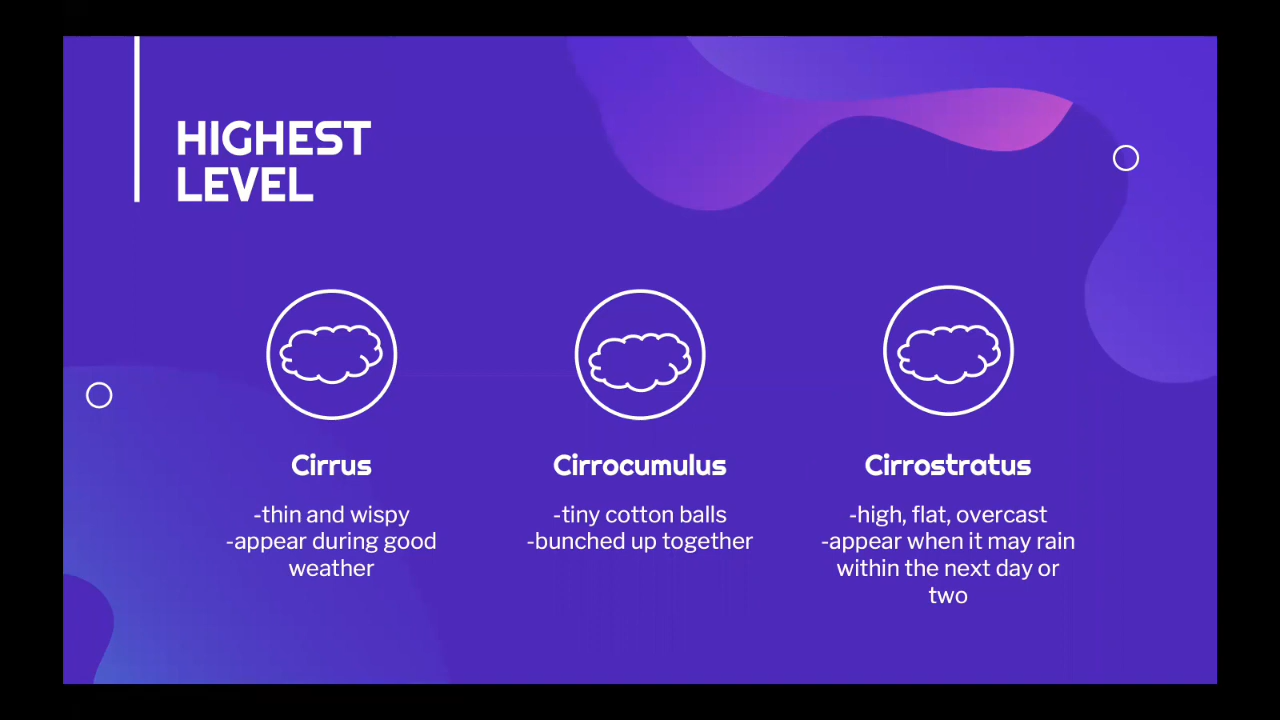 HIGHEST
LEVEL
Cirrus
-thin and wispy
-appear during good
weather
Cirrocumulus
-tiny cotton balls
-bunched up together
Cirrostratus
-high, flat, overcast
-appear when it may rain
within the next day or
two